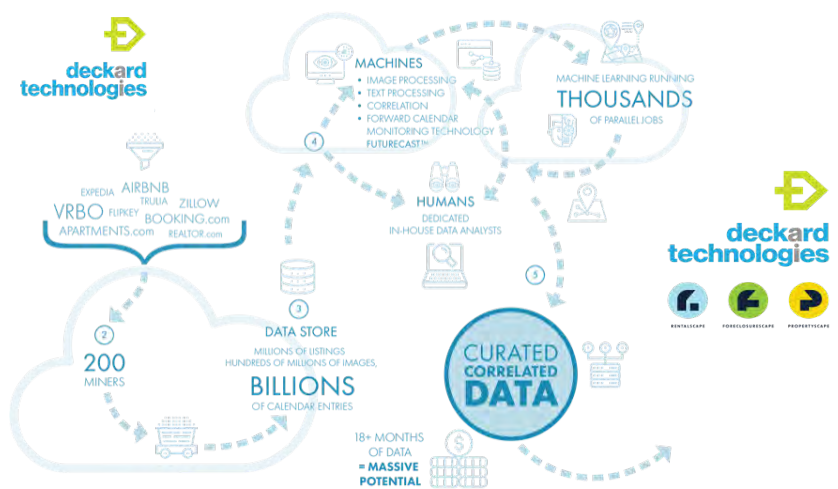 deckard
technologies
EXPEDIA AIRBNB
TRULIA ZILLOW
VRBO FLIPKEY BOOKING.com
APARTMENTS.com REALTOR.com
2
200
MINERS
3
DATA STORE
MILLIONS OF LISTINGS
HUNDREDS OF MILLIONS OF IMAGES,
BILLIONS
OF CALENDAR ENTRIES
4
MACHINES
• IMAGE PROCESSING
• TEXT PROCESSING
• CORRELATION
• FORWARD CALENDAR
MONITORING TECHNOLOGY
FUTURECAST™
MACHINE LEARNING RUNNING
THOUSANDS
OF PARALLEL JOBS
HUMANS
DEDICATED
IN-HOUSE DATA ANALYSTS
5
CURATED
CORRELATED
DATA
18+ MONTHS
OF DATA
= MASSIVE
POTENTIAL
$
deckard
technologies
RENTALSCAPE FORECLOSURESCAPE PROPERTYSCAPE